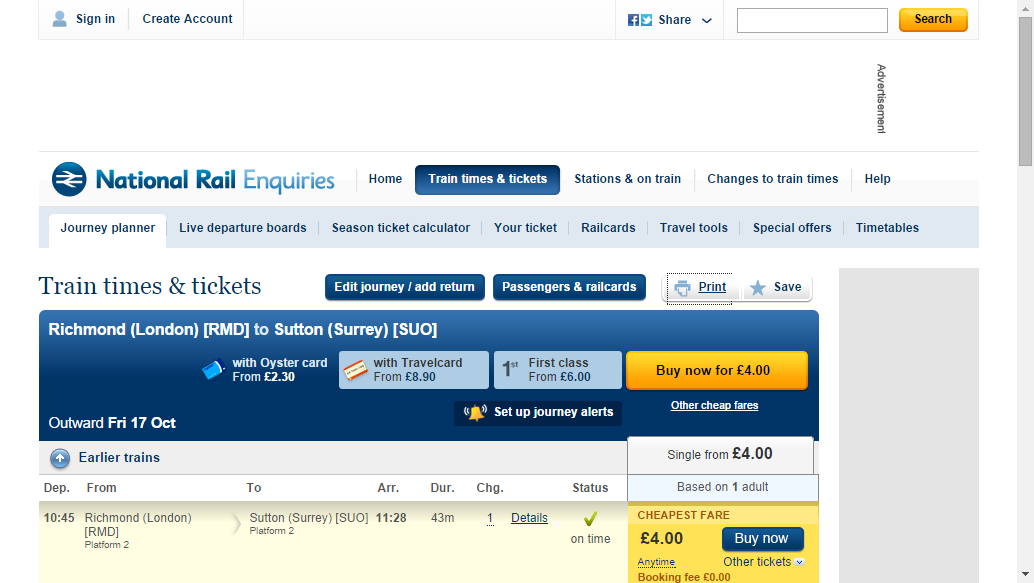 Sign in
Create Account
Share
Search
Advertisement
National Rail Enquiries
Home
Train times & tickets
Stations & on train
Changes to train times
Help
Journey planner
Live departure boards
Season ticket calculator
Your ticket
Railcards
Travel tools
Special offers
Timetables
Train times & tickets
Edit journey / add return
Passengers & railcards
Print
Save
Richmond (London) [RMD] to Sutton (Surrey) [SUO]
with Oyster card
From £2.30
with Travelcard
From £8.90
1st
First class
From £6.00
Buy now for £4.00
Other cheap fares
Set up journey alerts
Outward Fri 17 Oct
Earlier trains
Single from £4.00
Based on 1 adult
Dep. From To Arr. Dur. Chg. Status
10:45
Richmond (London)
[RMD]
Platform 2
Sutton (Surrey) [SUO]
Platform 2
11:28
43m
1
Details
on time
CHEAPEST FARE
£4.00
Buy now
Anytime
Other tickets
Booking fee £0.00